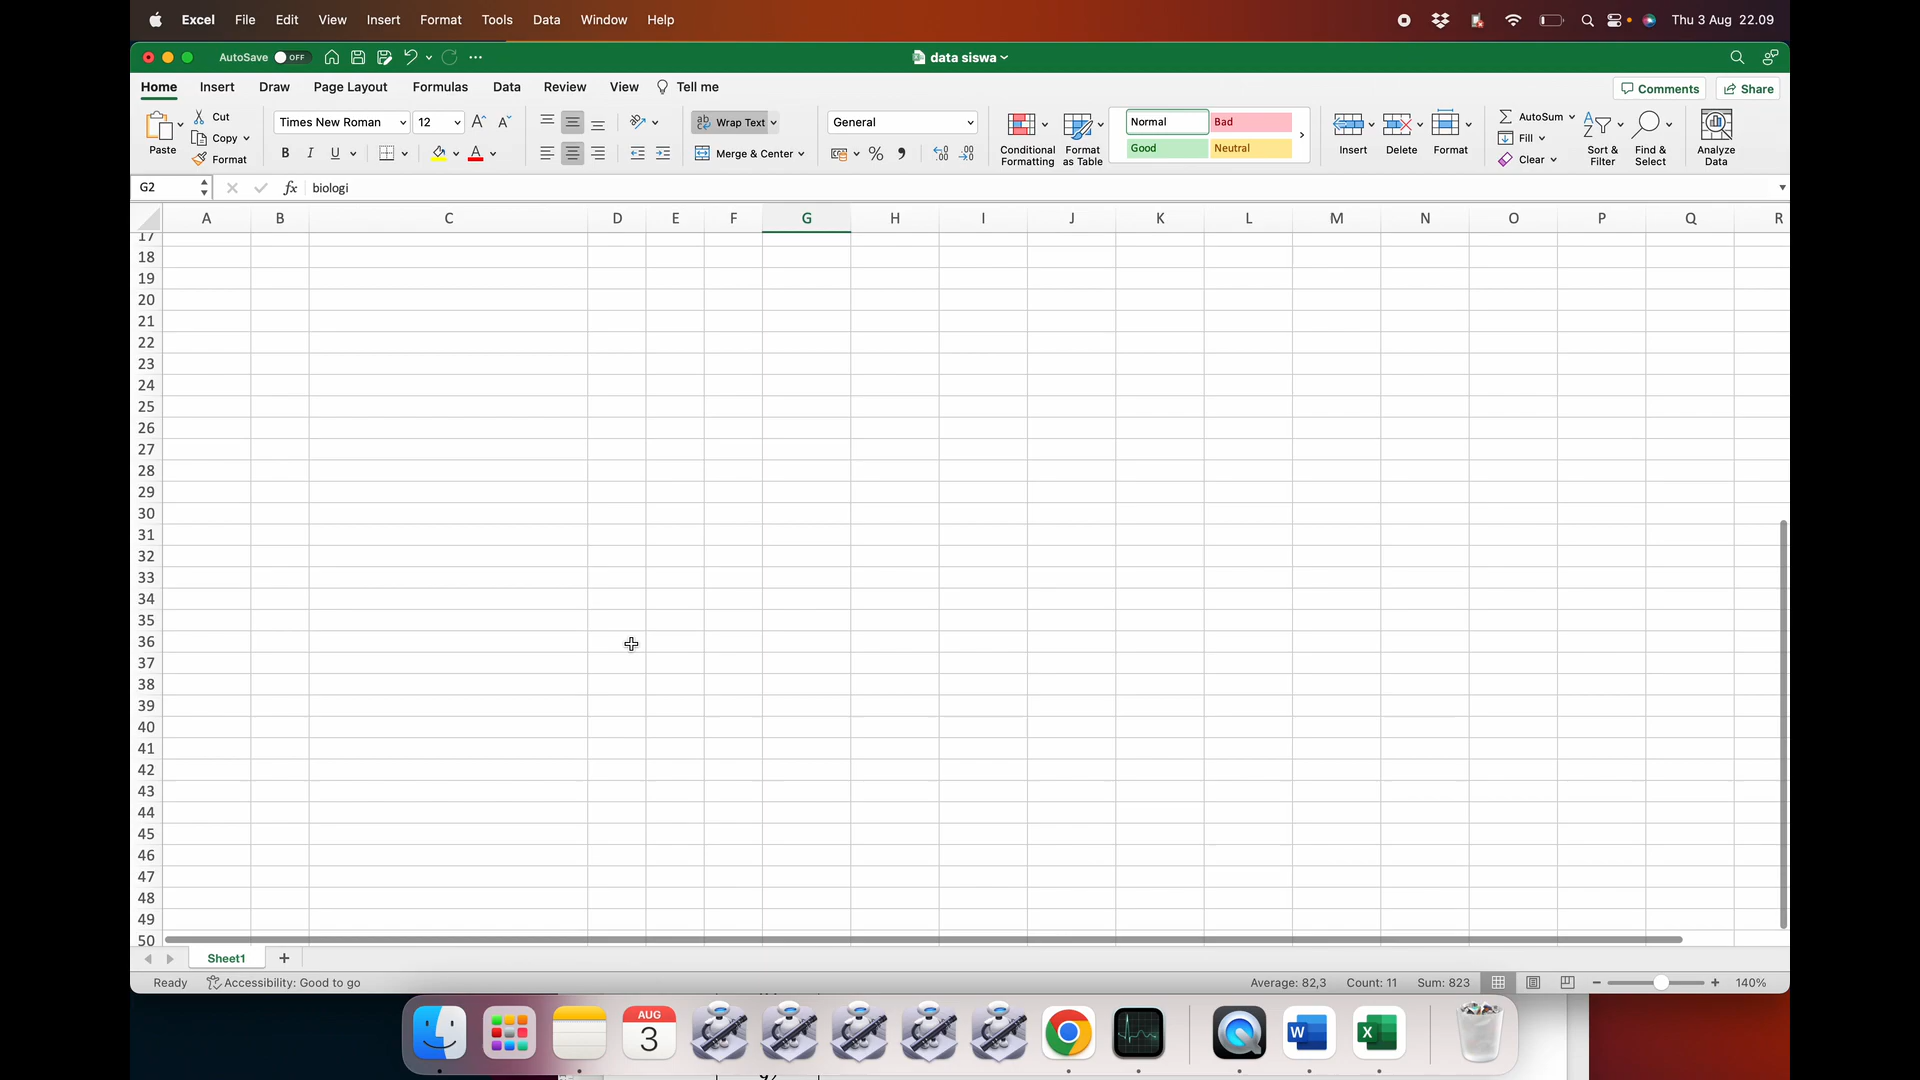 Excel File Edit View Insert Format Tools Data Window Help Thu 3 Aug 22.09
AutoSave OFF data siswa
Home Insert Draw Page Layout Formulas Data Review View Tell me Comments Share
Paste Cut Copy Format
Times New Roman 12
B I U
ab Wrap Text
Merge & Center
General
% 
Conditional Formatting
Format as Table
Normal Bad
Good Neutral
Insert Delete Format
AutoSum
Fill
Clear
Sort & Filter
Find & Select
Analyze Data
G2 fx biologi
A B C D E F G H I J K L M N O P Q R
17
18
19
20
21
22
23
24
25
26
27
28
29
30
31
32
33
34
35
36
37
38
39
40
41
42
43
44
45
46
47
48
49
50
Sheet1
Ready Accessibility: Good to go Average: 82,3 Count: 11 Sum: 823 140%
AUG
3
W
X